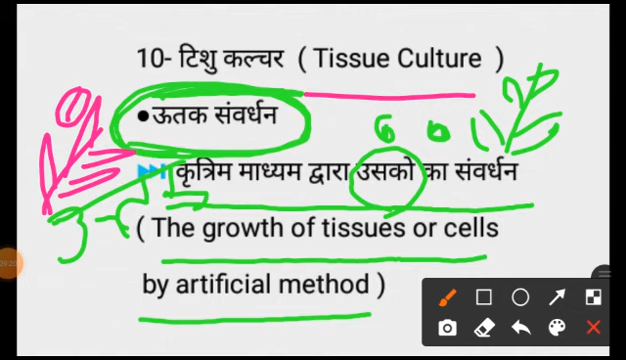 10- टिशु कल्चर ( Tissue Culture )
●ऊतक संवर्धन
कृत्रिम माध्यम द्वारा उसको का संवर्धन
( The growth of tissues or cells
by artificial method )